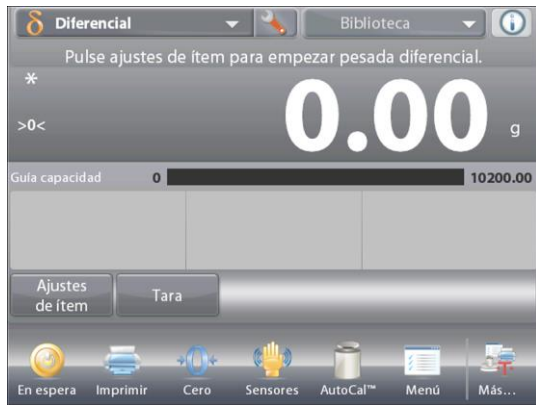 δ Diferencial Biblioteca
Pulse ajustes de ítem para empezar pesada diferencial.
*
0.00 g
>0<
Guía capacidad 0 10200.00
Ajustes de ítem Tara
En espera Imprimir Cero Sensores AutoCal™ Menú Más...